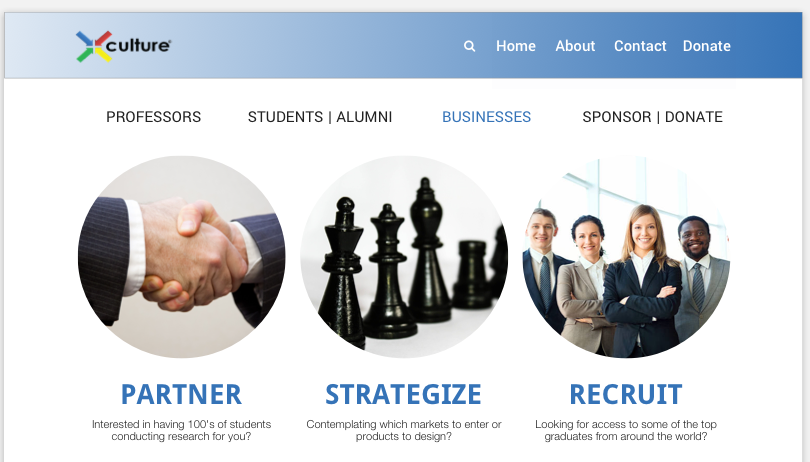 culture®
Home About Contact Donate
PROFESSORS STUDENTS | ALUMNI BUSINESSES SPONSOR | DONATE
PARTNER
Interested in having 100's of students
conducting research for you?
STRATEGIZE
Contemplating which markets to enter or
products to design?
RECRUIT
Looking for access to some of the top
graduates from around the world?